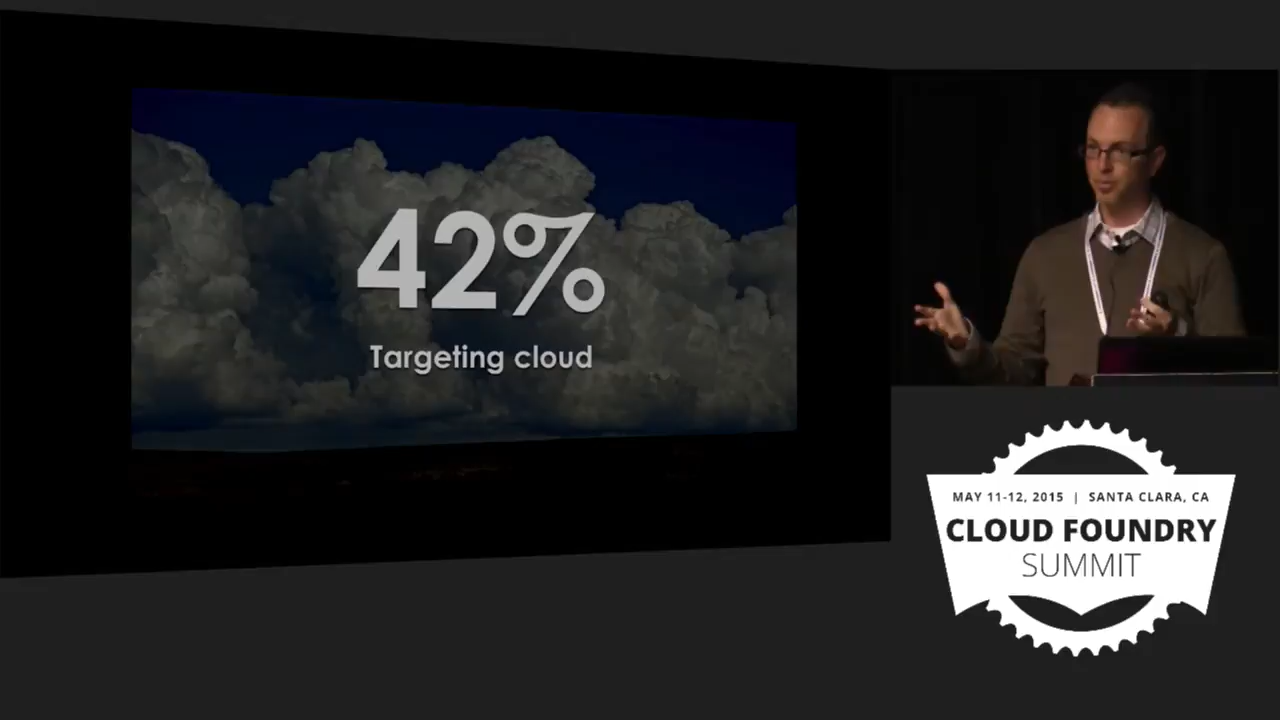 42%
Targeting cloud
MAY 11-12, 2015 | SANTA CLARA, CA
CLOUD FOUNDRY
SUMMIT